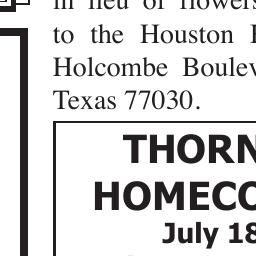 in lieu of flowers
to the Houston
Holcombe Boulev
Texas 77030.
THORN
HOMECO
July 18